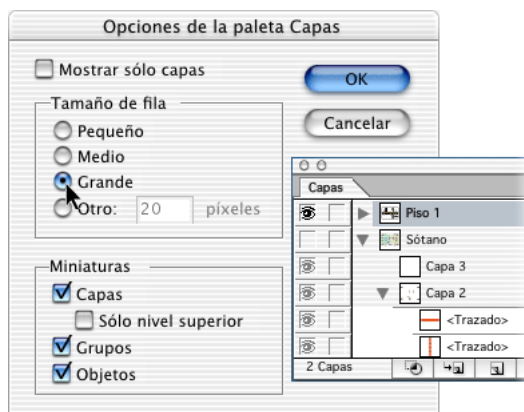 Opciones de la paleta Capas
Mostrar sólo capas
OK
Cancelar
Tamaño de fila
Pequeño
Medio
Grande
Otro: 20 píxeles
Miniaturas
Capas
Sólo nivel superior
Grupos
Objetos
Capas
Piso 1
Sótano
Capa 3
Capa 2
<Trazado>
<Trazado>
2 Capas